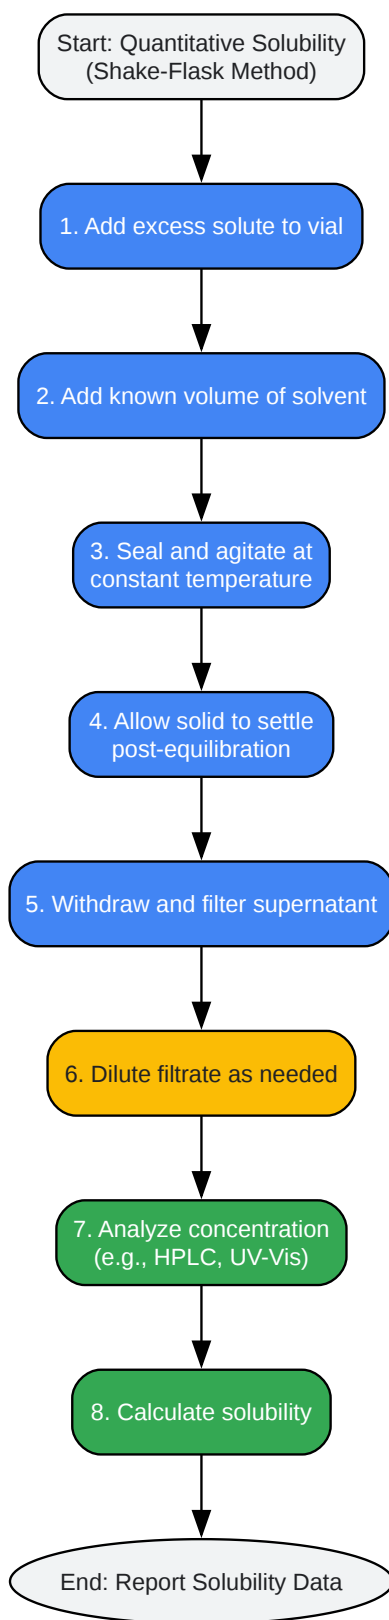 Start: Quantitative Solubility
(Shake-Flask Method)
1. Add excess solute to vial
2. Add known volume of solvent
3. Seal and agitate at
constant temperature
4. Allow solid to settle
post-equilibration
5. Withdraw and filter supernatant
6. Dilute filtrate as needed
7. Analyze concentration
(e.g., HPLC, UV-Vis)
8. Calculate solubility
End: Report Solubility Data